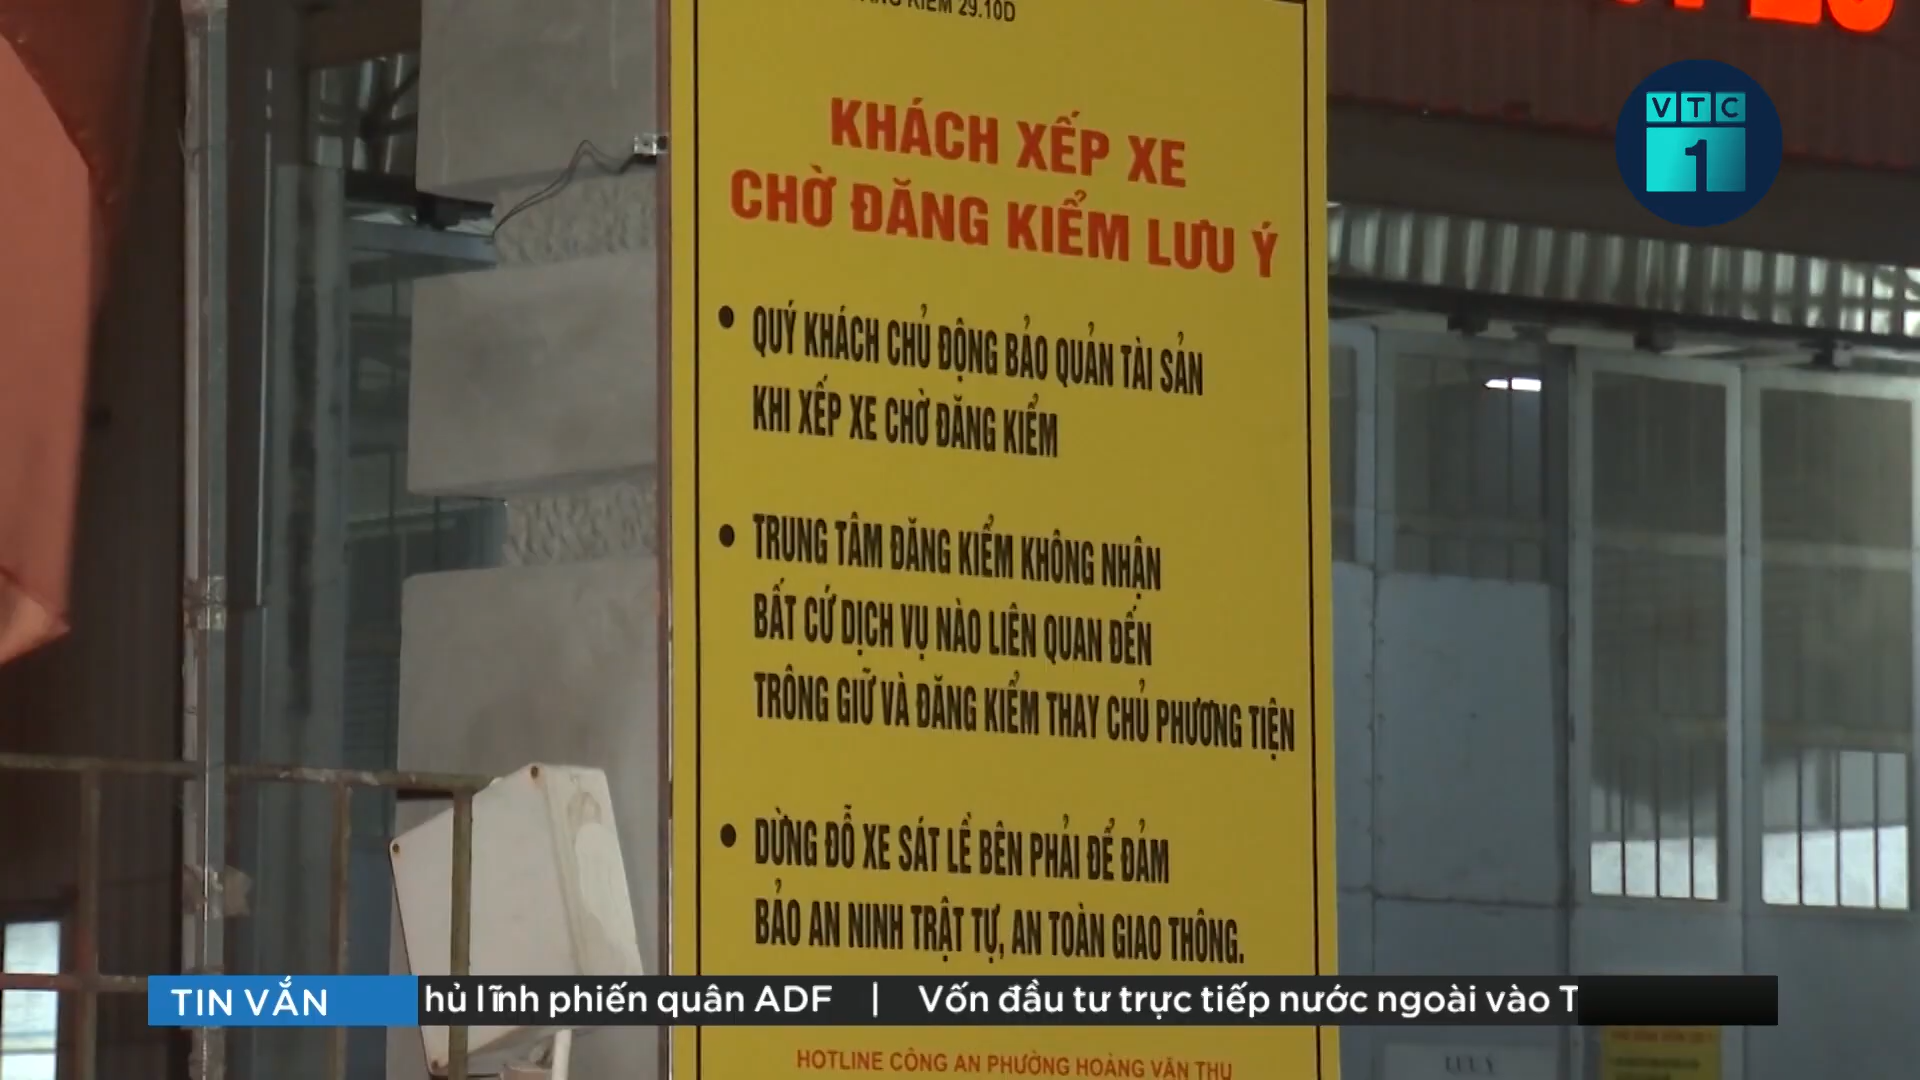 KIỂM 29.10D
VTC
1
KHÁCH XẾP XE
CHỜ ĐĂNG KIỂM LƯU Ý
• QUÝ KHÁCH CHỦ ĐỘNG BẢO QUẢN TÀI SẢN
KHI XẾP XE CHỜ ĐĂNG KIỂM
• TRUNG TÂM ĐĂNG KIỂM KHÔNG NHẬN
BẤT CỨ DỊCH VỤ NÀO LIÊN QUAN ĐẾN
TRÔNG GIỮ VÀ ĐĂNG KIỂM THAY CHỦ PHƯƠNG TIỆN
• DỪNG ĐỖ XE SÁT LỀ BÊN PHẢI ĐỂ ĐẢM
BẢO AN NINH TRẬT TỰ, AN TOÀN GIAO THÔNG.
TIN VẮN
hủ lĩnh phiến quân ADF | Vốn đầu tư trực tiếp nước ngoài vào T
HOTLINE CÔNG AN PHƯỜNG HOÀNG VĂN THỤ
LƯU Ý